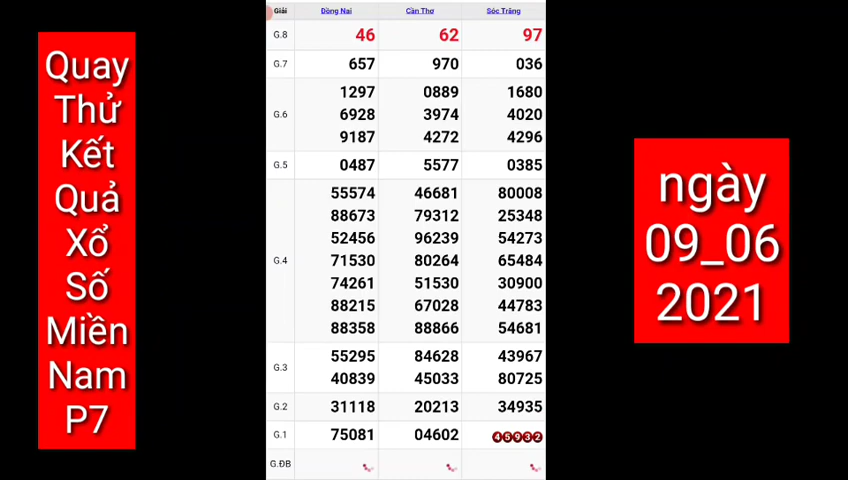 Quay
Thử
Kết
Quả
Xổ
Số
Miền
Nam
P7
Giải Đồng Nai Cần Thơ Sóc Trăng
G.8 46 62 97
G.7 657 970 036
G.6
1297 0889 1680
6928 3974 4020
9187 4272 4296
G.5 0487 5577 0385
G.4
55574 46681 80008
88673 79312 25348
52456 96239 54273
71530 80264 65484
74261 51530 30900
88215 67028 44783
88358 88866 54681
G.3
55295 84628 43967
40839 45033 80725
G.2 31118 20213 34935
G.1 75081 04602 45932
G.ĐB
ngày
09_06
2021